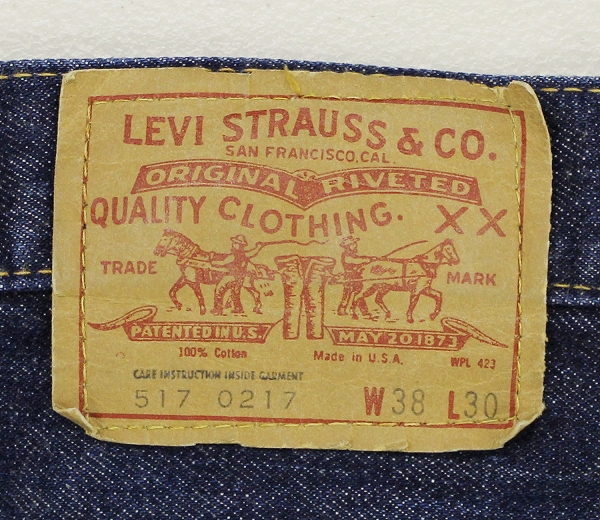 LEVI STRAUSS & CO.
SAN FRANCISCO, CAL.
ORIGINAL RIVETED
QUALITY CLOTHING. XX
TRADE MARK
PATENTED IN U.S. MAY 20.1873
100% Cotton Made in U.S.A. WPL 423
CARE INSTRUCTION INSIDE GARMENT
517 0217 W38 L30